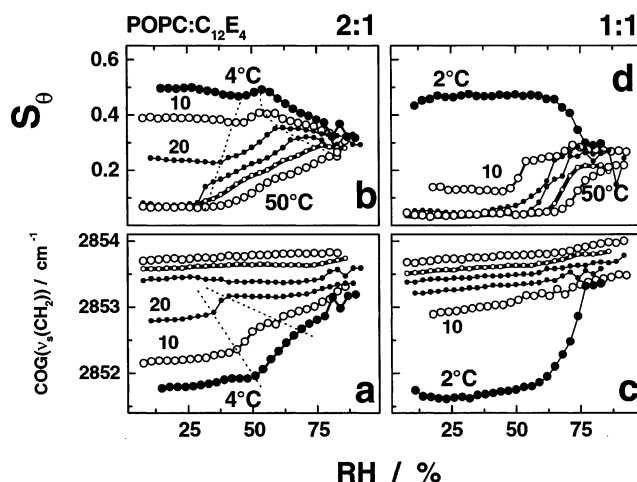 POPC:C₁₂E₄ 2:1 1:1
S_θ
0.6
0.4
0.2
4°C
10
20
50°C
b
2°C
d
10
50°C
COG(ν_s(CH₂)) / cm⁻¹
2854
2853
2852
20
10
4°C
a
10
2°C
c
25 50 75
25 50 75
RH / %